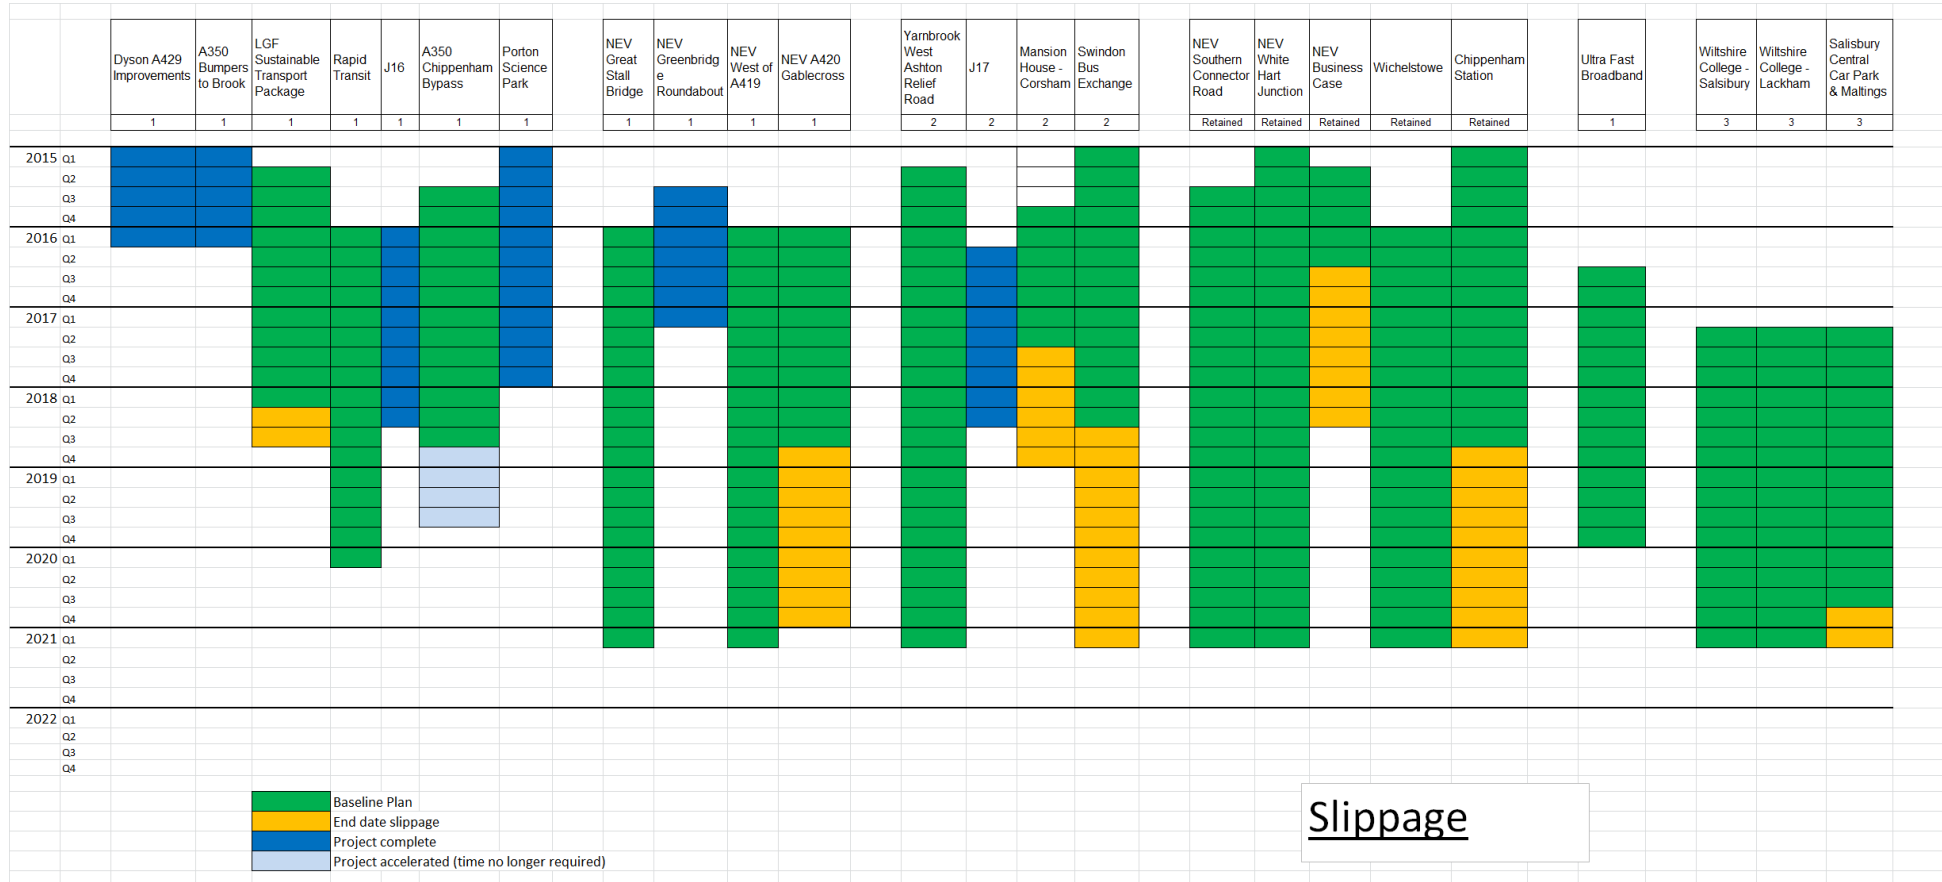 Dyson A429
Improvements
A350
Bumpers
to Brook
LGF
Sustainable
Transport
Package
Rapid
Transit
J16
A350
Chippenham
Bypass
Porton
Science
Park
NEV
Great
Stall
Bridge
NEV
Greenbridg
e
Roundabout
NEV
West of
A419
NEV A420
Gablecross
Yarnbrook
West
Ashton
Relief
Road
J17
Mansion
House -
Corsham
Swindon
Bus
Exchange
NEV
Southern
Connector
Road
NEV
White
Hart
Junction
NEV
Business
Case
Wichelstowe
Chippenham
Station
Ultra Fast
Broadband
Wiltshire
College -
Salsibury
Wiltshire
College -
Lackham
Salisbury
Central
Car Park
& Maltings
1 1 1 1 1 1 1 1 1 1 1 2 2 2 2 Retained Retained Retained Retained Retained 1 3 3 3
2015 Q1
Q2
Q3
Q4
2016 Q1
Q2
Q3
Q4
2017 Q1
Q2
Q3
Q4
2018 Q1
Q2
Q3
Q4
2019 Q1
Q2
Q3
Q4
2020 Q1
Q2
Q3
Q4
2021 Q1
Q2
Q3
Q4
2022 Q1
Q2
Q3
Q4
Baseline Plan
End date slippage
Project complete
Project accelerated (time no longer required)
Slippage